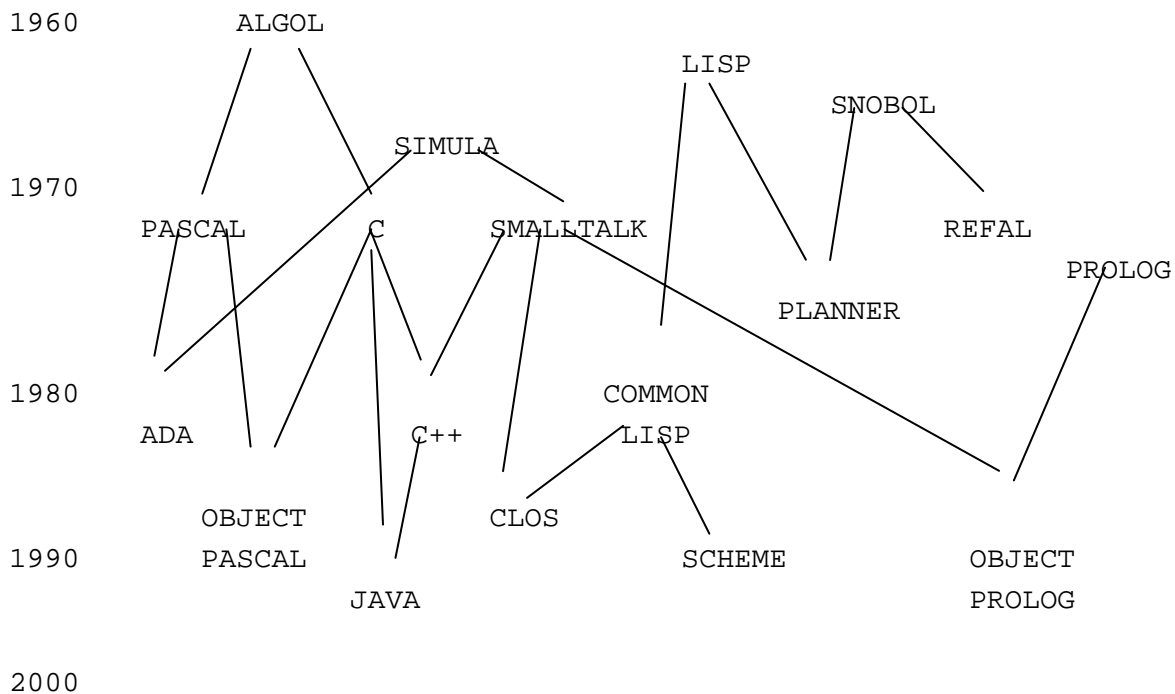 1960 ALGOL
LISP
SNOBOL
SIMULA
1970
PASCAL C SMALLTALK REFAL
PROLOG
PLANNER
1980 COMMON
ADA C++ LISP
OBJECT CLOS
1990 PASCAL SCHEME OBJECT
JAVA PROLOG
2000